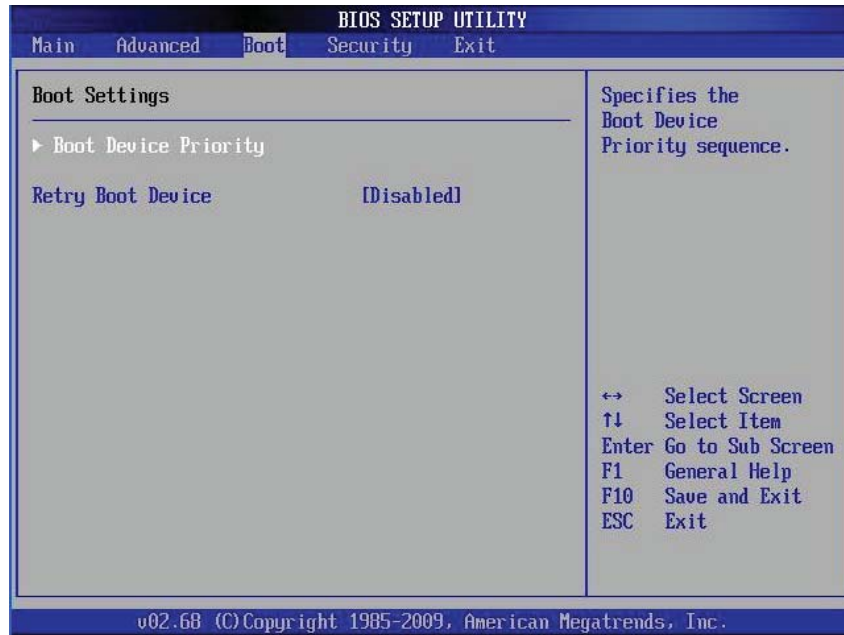 BIOS SETUP UTILITY
Main Advanced Boot Security Exit
Boot Settings
▶ Boot Device Priority
Retry Boot Device [Disabled]
Specifies the
Boot Device
Priority sequence.
↔ Select Screen
↑↓ Select Item
Enter Go to Sub Screen
F1 General Help
F10 Save and Exit
ESC Exit
v02.68 (C)Copyright 1985-2009, American Megatrends, Inc.